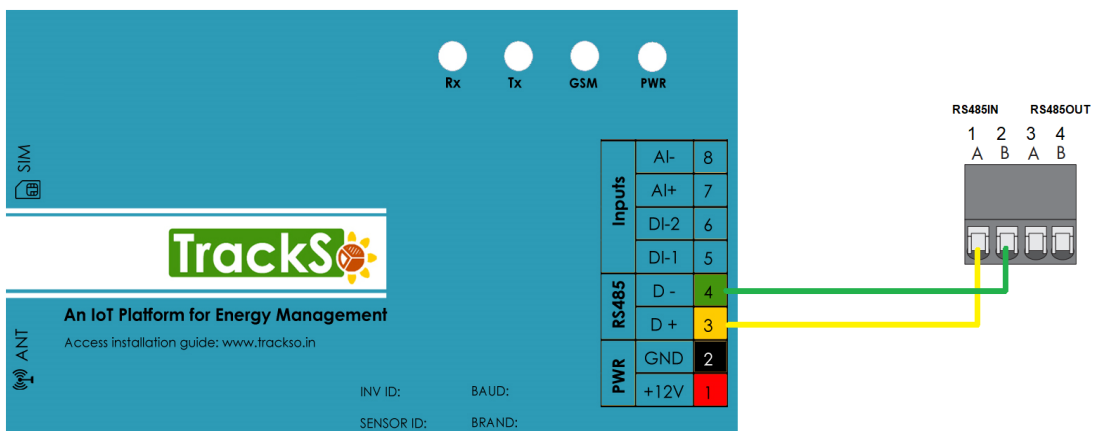 Rx Tx GSM PWR
SIM
TrackSo
An IoT Platform for Energy Management
Access installation guide: www.trackso.in
ANT
INV ID: BAUD:
SENSOR ID: BRAND:
Inputs
AI- 8
AI+ 7
DI-2 6
DI-1 5
RS485
D - 4
D + 3
PWR
GND 2
+12V 1
RS485IN RS485OUT
1 2 3 4
A B A B